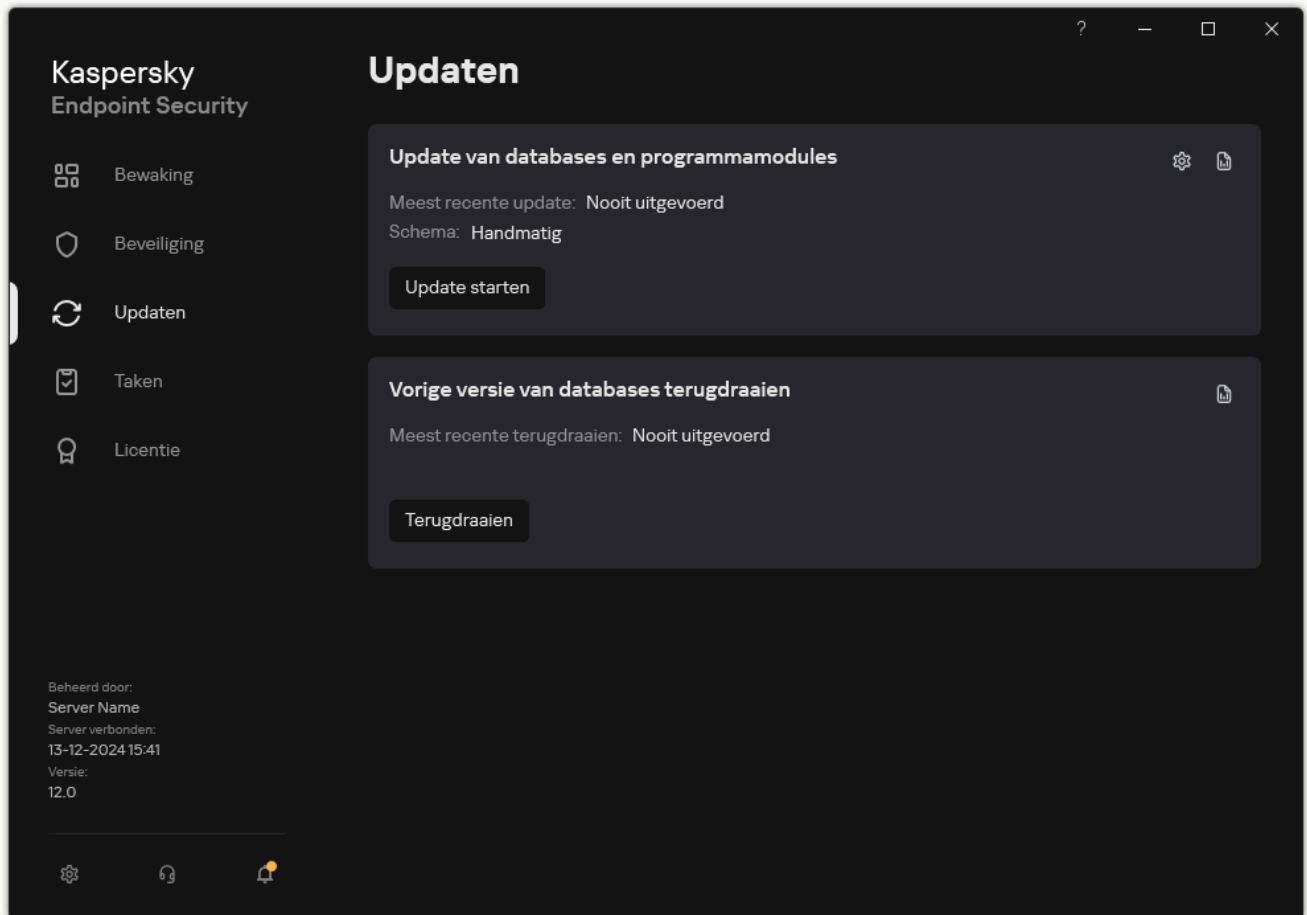 ?
Kaspersky
Endpoint Security
Bewaking
Beveiliging
Updaten
Taken
Licentie
Updaten
Update van databases en programmamodules
Meest recente update: Nooit uitgevoerd
Schema: Handmatig
Update starten
Vorige versie van databases terugdraaien
Meest recente terugdraaien: Nooit uitgevoerd
Terugdraaien
Beheerd door:
Server Name
Server verbonden:
13-12-2024 15:41
Versie:
12.0